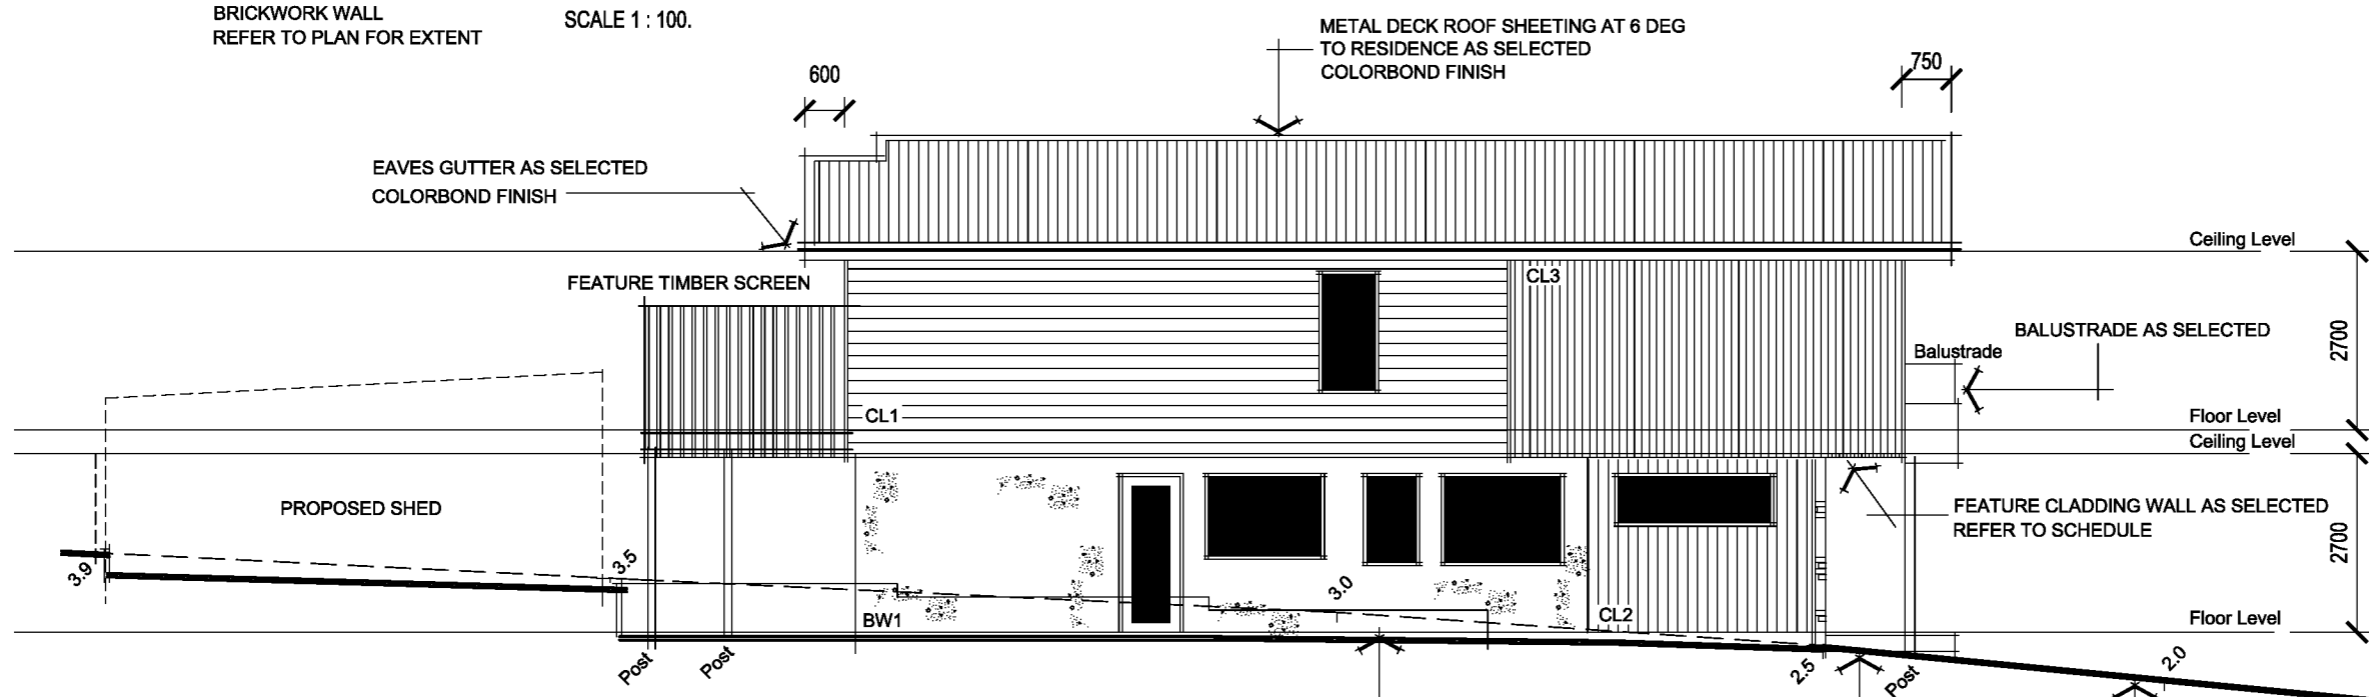 BRICKWORK WALL
REFER TO PLAN FOR EXTENT
SCALE 1 : 100.
METAL DECK ROOF SHEETING AT 6 DEG
TO RESIDENCE AS SELECTED
COLORBOND FINISH
600
750
EAVES GUTTER AS SELECTED
COLORBOND FINISH
Ceiling Level
FEATURE TIMBER SCREEN
CL3
BALUSTRADE AS SELECTED
2700
Balustrade
CL1
Floor Level
Ceiling Level
PROPOSED SHED
FEATURE CLADDING WALL AS SELECTED
REFER TO SCHEDULE
2700
3.9
3.5
3.0
BW1
CL2
Floor Level
Post
Post
2.5
Post
2.0